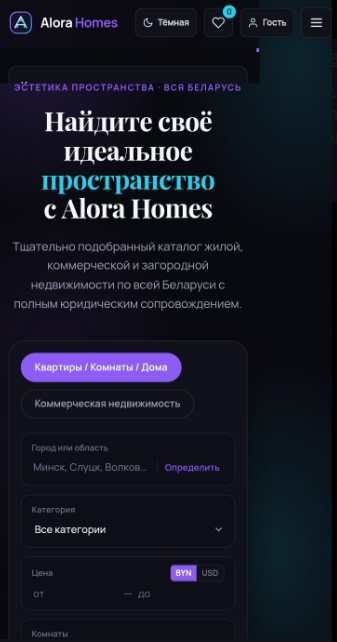 Alora Homes
Тёмная
0
Гость
ЭСТЕТИКА ПРОСТРАНСТВА · ВСЯ БЕЛАРУСЬ
Найдите своё
идеальное
пространство
с Alora Homes
Тщательно подобранный каталог жилой,
коммерческой и загородной
недвижимости по всей Беларуси с
полным юридическим сопровождением.
Квартиры / Комнаты / Дома
Коммерческая недвижимость
Город или область
Минск, Слуцк, Волков…
Определить
Категория
Все категории
Цена
BYN USD
от — до
Комнаты